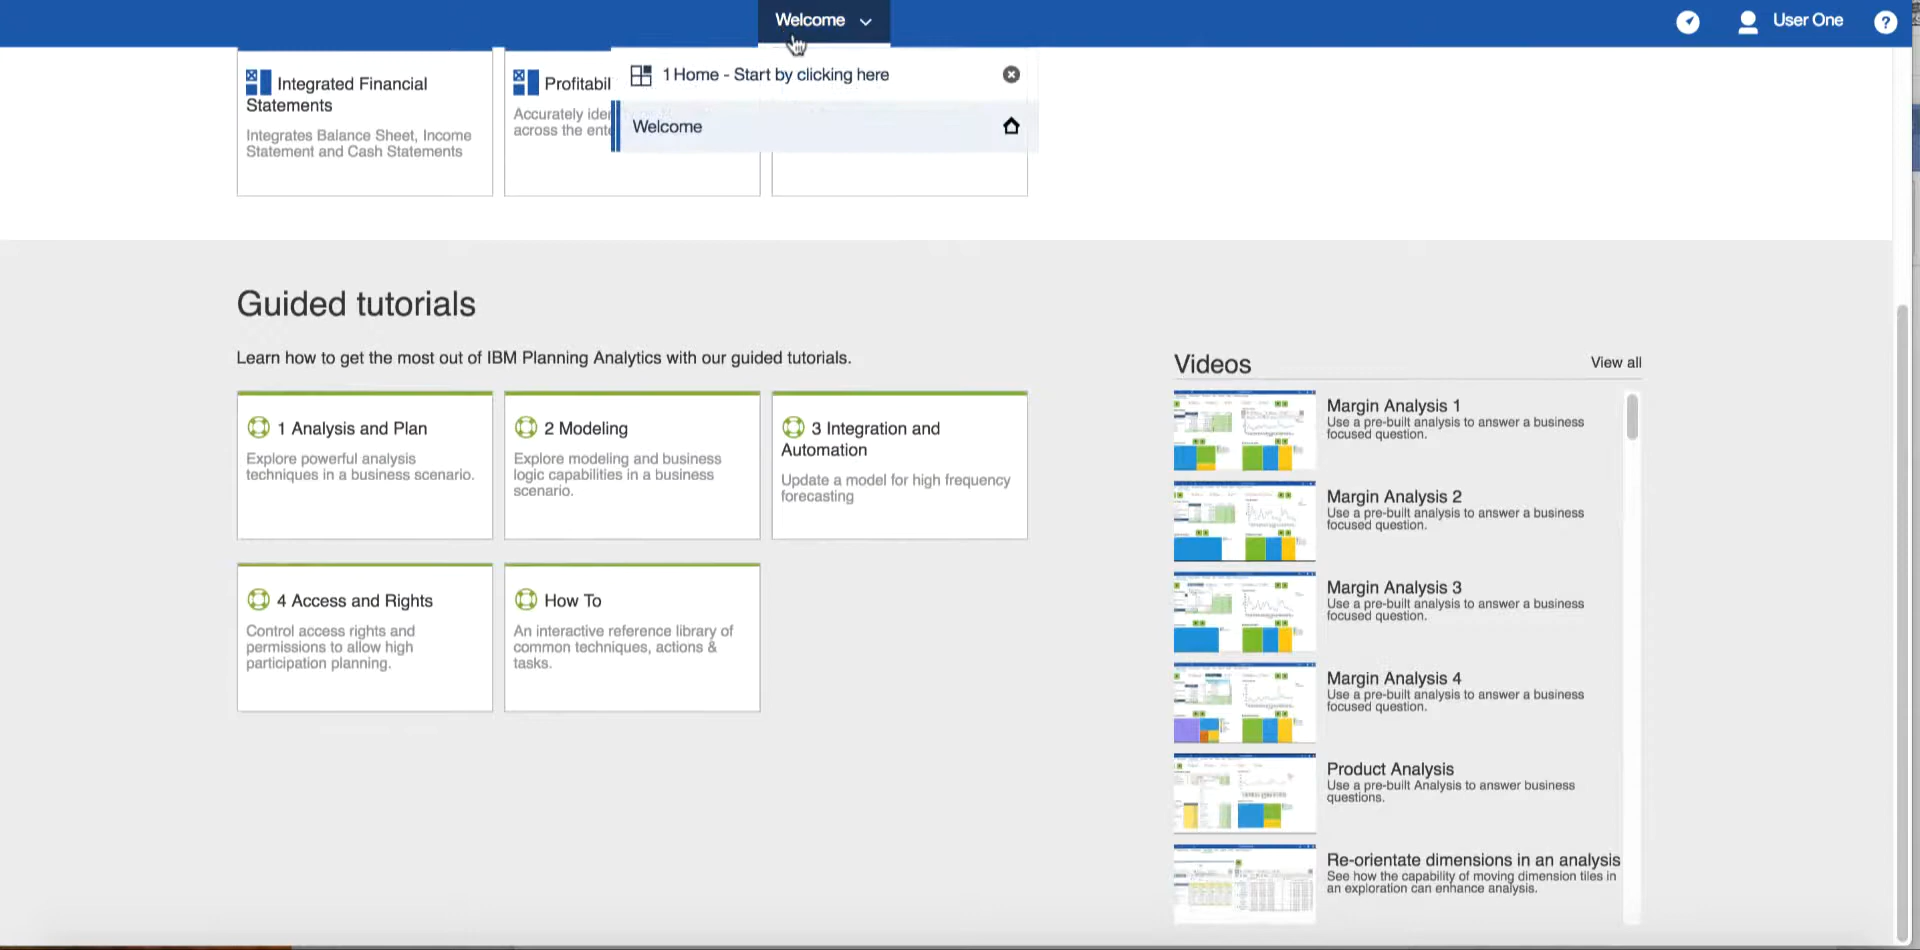 Welcome
User One
?
1 Home - Start by clicking here
Welcome
Integrated Financial
Statements
Integrates Balance Sheet, Income
Statement and Cash Statements
Profitabil
Accurately
across the
Guided tutorials
Learn how to get the most out of IBM Planning Analytics with our guided tutorials.
1 Analysis and Plan
Explore powerful analysis
techniques in a business scenario.
2 Modeling
Explore modeling and business
logic capabilities in a business
scenario.
3 Integration and
Automation
Update a model for high frequency
forecasting
4 Access and Rights
Control access rights and
permissions to allow high
participation planning.
How To
An interactive reference library of
common techniques, actions &
tasks.
Videos
View all
Margin Analysis 1
Use a pre-built analysis to answer a business
focused question.
Margin Analysis 2
Use a pre-built analysis to answer a business
focused question.
Margin Analysis 3
Use a pre-built analysis to answer a business
focused question.
Margin Analysis 4
Use a pre-built analysis to answer a business
focused question.
Product Analysis
Use a pre-built Analysis to answer business
questions.
Re-orientate dimensions in an analysis
See how the capability of moving dimension tiles in
an exploration can enhance analysis.